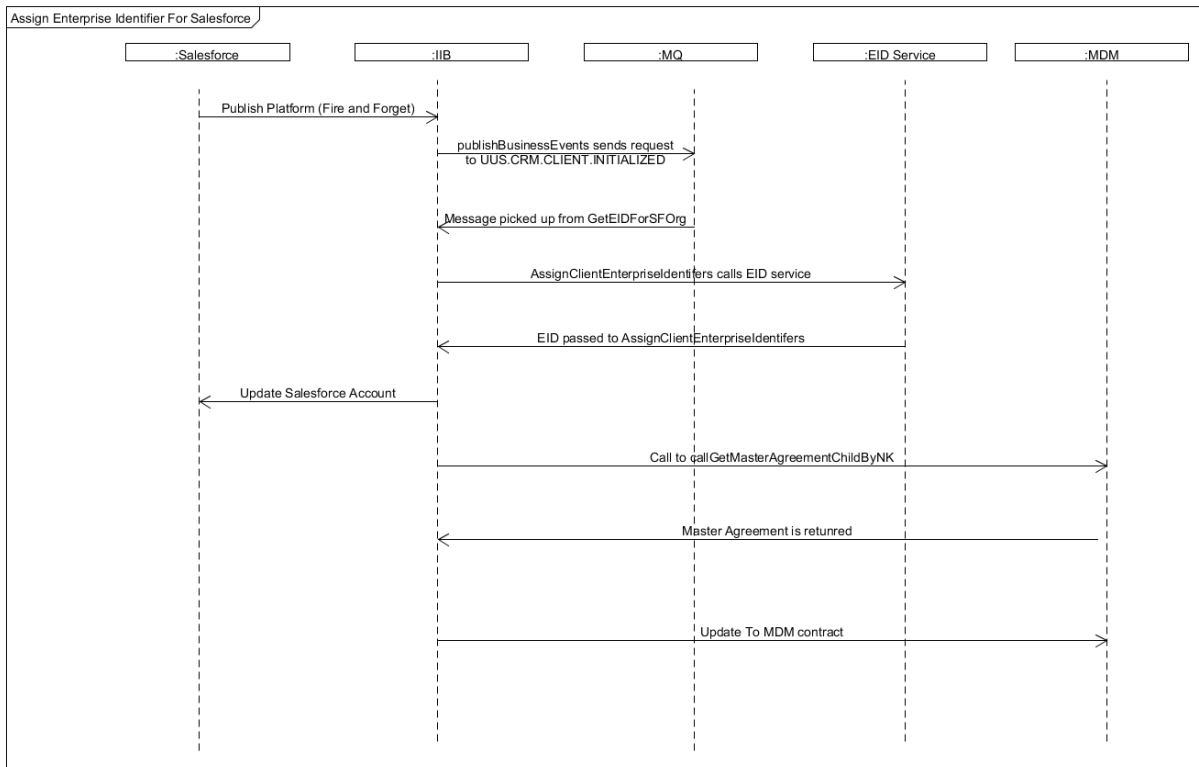 Assign Enterprise Identifier For Salesforce
:Salesforce
:IIB
:MQ
:EID Service
:MDM
Publish Platform (Fire and Forget)
publishBusinessEvents sends request
to UUS.CRM.CLIENT.INITIALIZED
Message picked up from GetEIDForSFOrg
AssignClientEnterpriseIdentifers calls EID service
EID passed to AssignClientEnterpriseIdentifers
Update Salesforce Account
Call to callGetMasterAgreementChildByNK
Master Agreement is retunred
Update To MDM contract